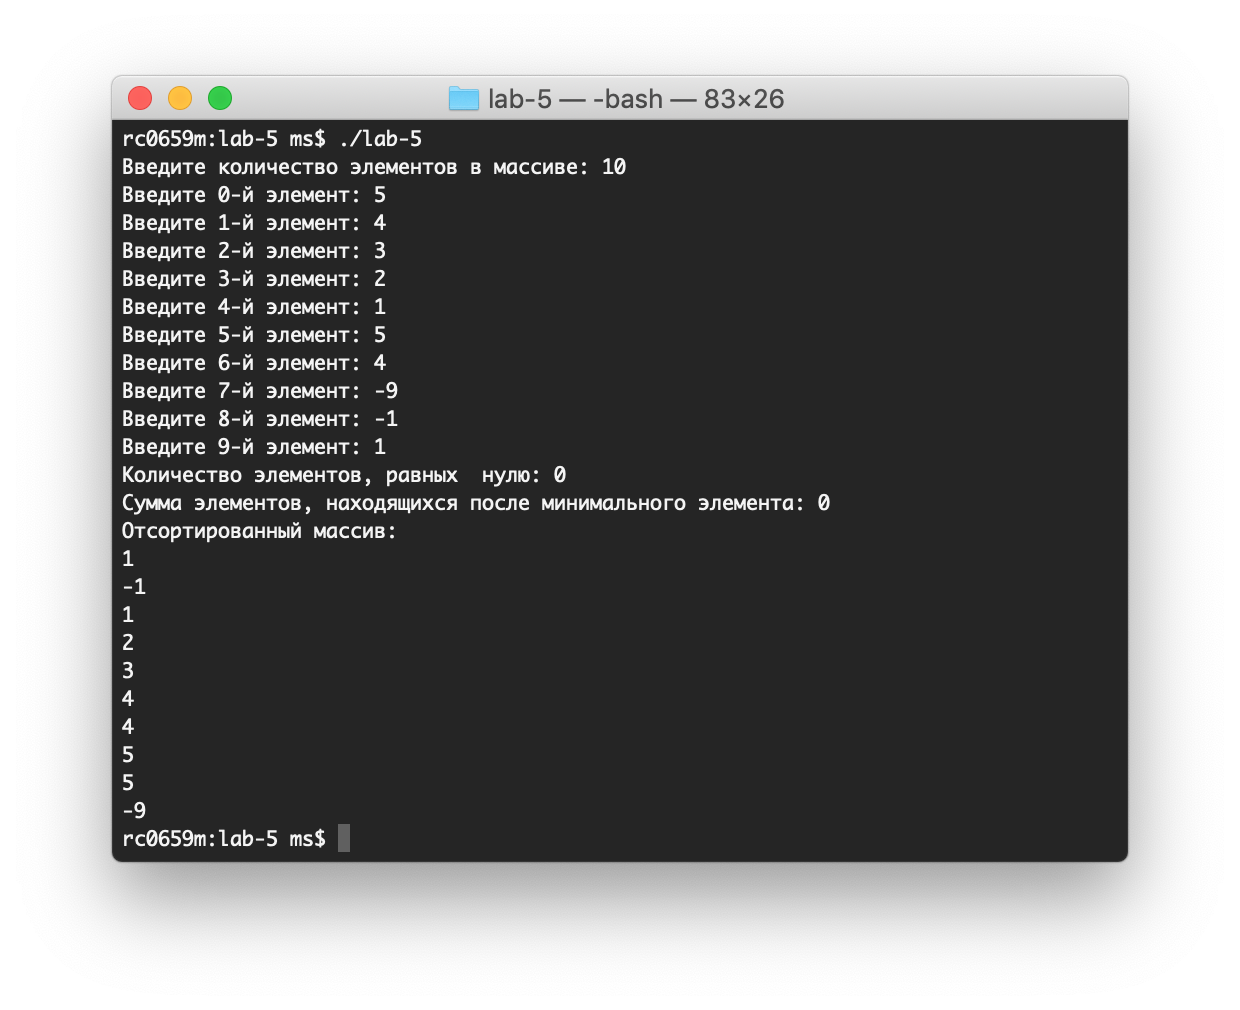 lab-5 — -bash — 83×26
rc0659m:lab-5 ms$ ./lab-5
Введите количество элементов в массиве: 10
Введите 0-й элемент: 5
Введите 1-й элемент: 4
Введите 2-й элемент: 3
Введите 3-й элемент: 2
Введите 4-й элемент: 1
Введите 5-й элемент: 5
Введите 6-й элемент: 4
Введите 7-й элемент: -9
Введите 8-й элемент: -1
Введите 9-й элемент: 1
Количество элементов, равных  нулю: 0
Сумма элементов, находящихся после минимального элемента: 0
Отсортированный массив:
1
-1
1
2
3
4
4
5
5
-9
rc0659m:lab-5 ms$